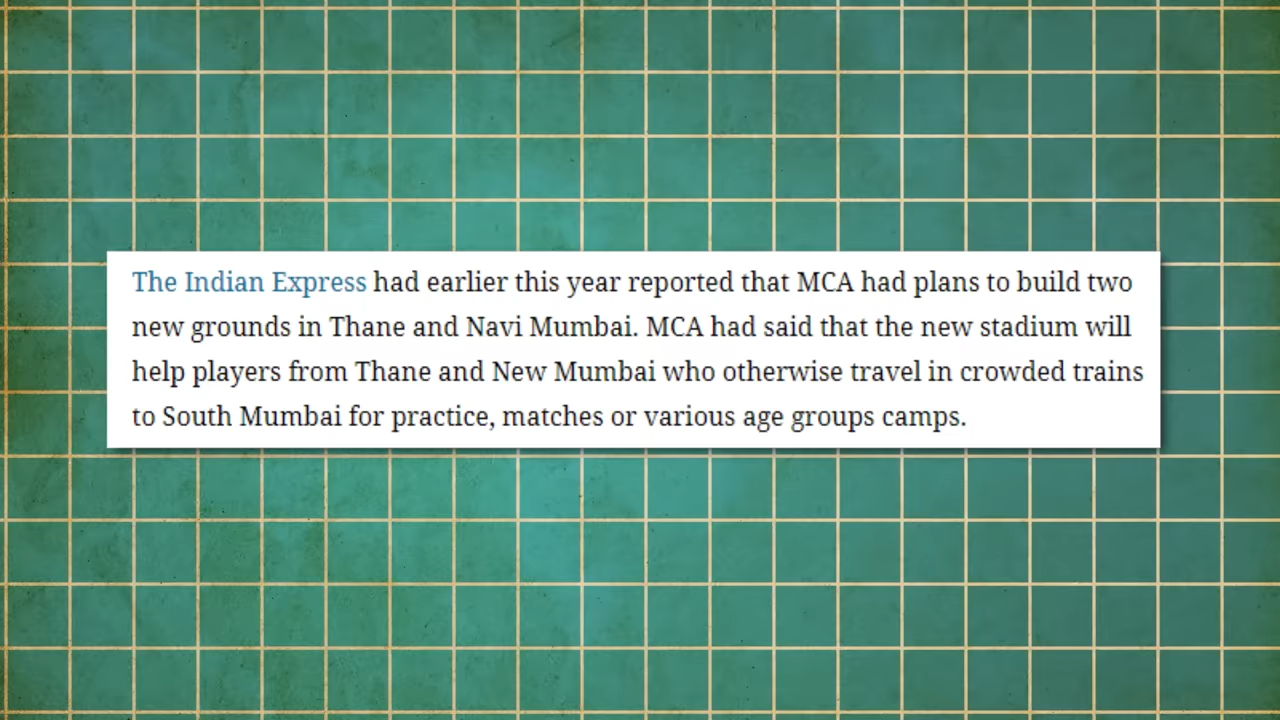 The Indian Express had earlier this year reported that MCA had plans to build two
new grounds in Thane and Navi Mumbai. MCA had said that the new stadium will
help players from Thane and New Mumbai who otherwise travel in crowded trains
to South Mumbai for practice, matches or various age groups camps.